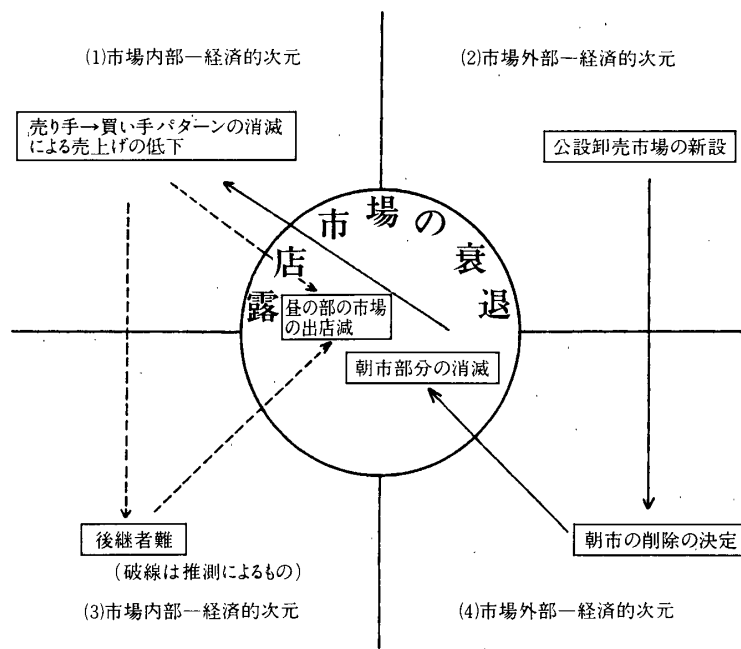 (1)市場内部―経済的次元
(2)市場外部―経済的次元
売り手→買い手パターンの消滅
による売上げの低下
公設卸売市場の新設
露店市場の衰退
昼の部の市場
の出店減
朝市部分の消滅
後継者難
朝市の削除の決定
(破線は推測によるもの)
(3)市場内部―経済的次元
(4)市場外部―経済的次元